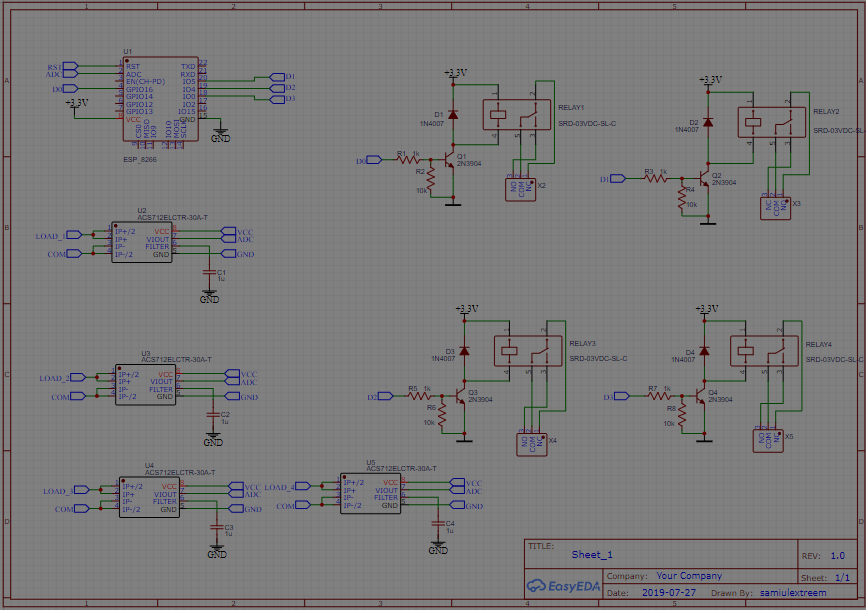 1 2 3 4 5
A
B
C
D
U1
RST
ADC
D0
+3.3V
RST
ADC
EN(CH-PD)
GPIO16
GPIO14
GPIO12
GPIO13
VCC
TXD
RXD
IO5
IO4
IO0
IO2
IO15
GND
CSD
MISO
IO9
IO10
MOSI
SCLK
D1
D2
D3
GND
ESP_8266
+3.3V
D1
1N4007
RELAY1
SRD-03VDC-SL-C
D0
R1 1k
R2
10k
Q1
2N3904
NO
COM
NC
X2
+3.3V
D2
1N4007
RELAY2
SRD-03VDC-SL-C
D1
R3 1k
R4
10k
Q2
2N3904
NC
COM
NO
X3
U2
ACS712ELCTR-30A-T
LOAD_1
COM
IP+/2
IP+
IP-
IP-/2
VCC
VIOUT
FILTER
GND
VCC
ADC
GND
C1
1u
GND
U3
ACS712ELCTR-30A-T
LOAD_2
COM
IP+/2
IP+
IP-
IP-/2
VCC
VIOUT
FILTER
GND
VCC
ADC
GND
C2
1u
GND
+3.3V
D3
1N4007
RELAY3
SRD-03VDC-SL-C
D2
R5 1k
R6
10k
Q3
2N3904
NO
COM
NC
X4
+3.3V
D4
1N4007
RELAY4
SRD-03VDC-SL-C
D3
R7 1k
R8
10k
Q4
2N3904
NO
COM
NC
X5
U4
ACS712ELCTR-30A-T
COM
IP+/2
IP+
IP-
IP-/2
VCC
VIOUT
FILTER
GND
VCC
ADC
GND
C3
1u
GND
U5
ACS712ELCTR-30A-T
LOAD_4
COM
IP+/2
IP+
IP-
IP-/2
VCC
VIOUT
FILTER
GND
VCC
ADC
GND
C4
1u
GND
TITLE:
Sheet_1
REV: 1.0
EasyEDA
Company: Your Company
Sheet: 1/1
Date: 2019-07-27 Drawn By: samiulextreem
1 2 3 4 5